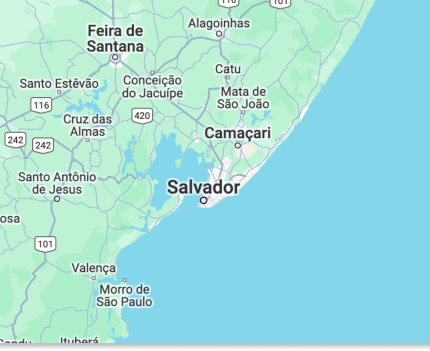 110
101
Alagoinhas
Feira de
Santana
Catu
Santo Estêvão
Conceição
do Jacuípe
Mata de
São João
116
420
Cruz das
Almas
Camaçari
242
242
Santo Antônio
de Jesus
Salvador
osa
101
Valença
Morro de
São Paulo
Ituberá